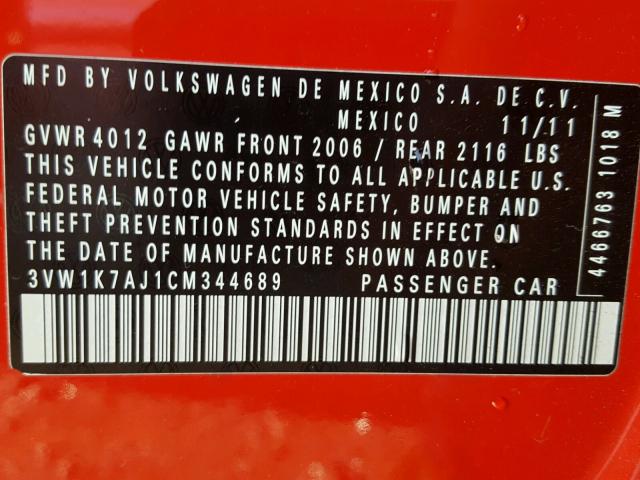 MFD BY VOLKSWAGEN DE MEXICO S.A. DE C.V.
MEXICO 11/11
GVWR 4012 GAWR FRONT 2006 / REAR 2116 LBS
THIS VEHICLE CONFORMS TO ALL APPLICABLE U.S.
FEDERAL MOTOR VEHICLE SAFETY, BUMPER AND
THEFT PREVENTION STANDARDS IN EFFECT ON
THE DATE OF MANUFACTURE SHOWN ABOVE.
3VW1K7AJ1CM344689 PASSENGER CAR
4466763 1018 M